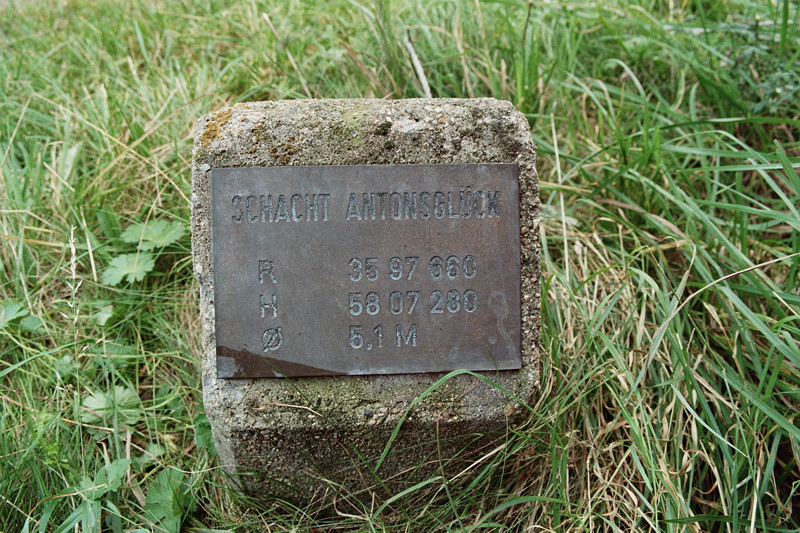 SCHACHT ANTONSGLÜCK
R 35 97 660
H 58 07 280
Ø 5,1 M